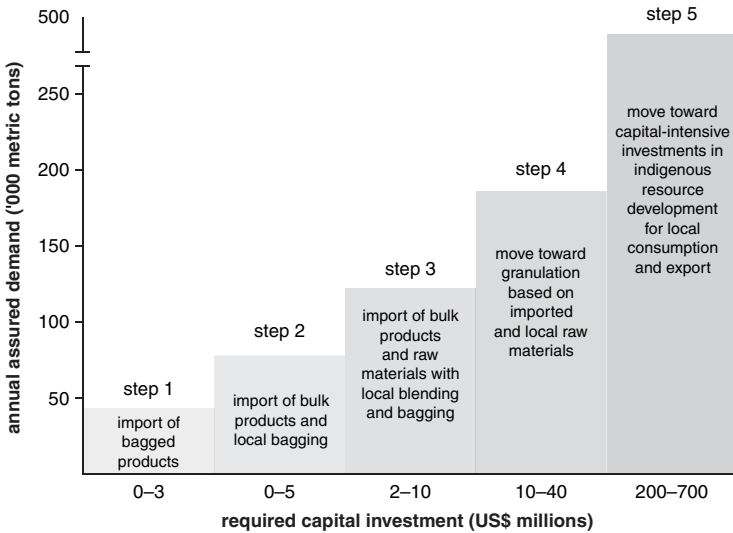 500
250
200
150
100
50
annual assured demand ('000 metric tons)
step 1
import of
bagged
products
step 2
import of bulk
products and
local bagging
step 3
import of bulk
products
and raw
materials with
local blending
and bagging
step 4
move toward
granulation
based on
imported
and local raw
materials
step 5
move toward
capital-intensive
investments in
indigenous
resource
development
for local
consumption
and export
0–3
0–5
2–10
10–40
200–700
required capital investment (US$ millions)